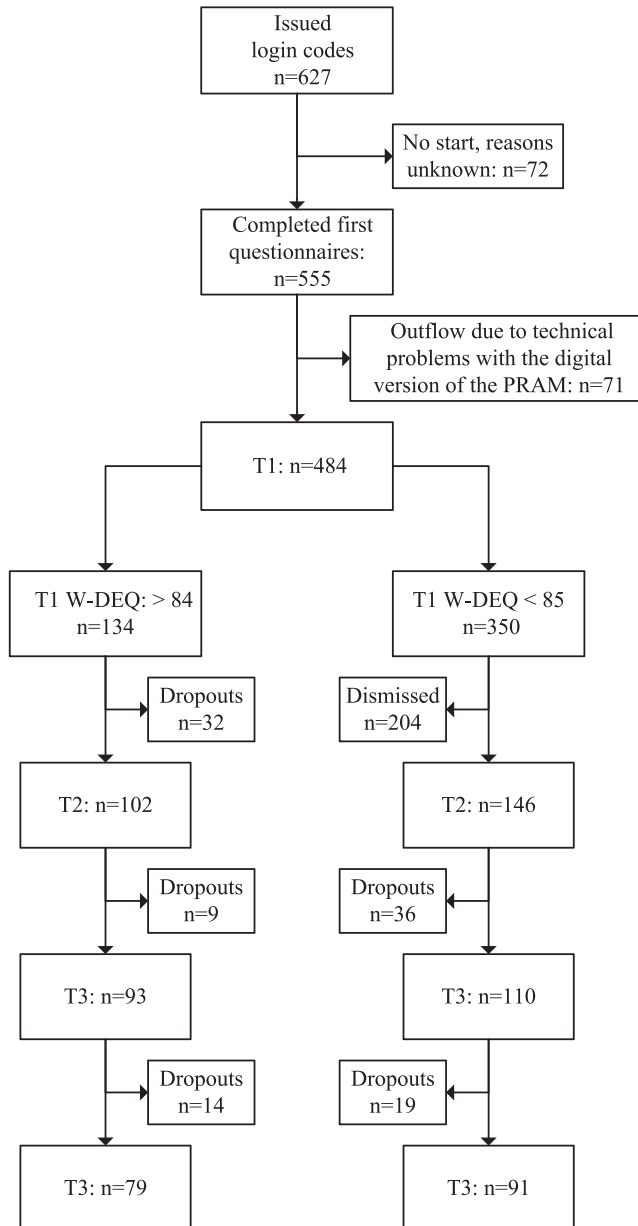 Issued
login codes
n=627
No start, reasons
unknown: n=72
Completed first
questionnaires:
n=555
Outflow due to technical
problems with the digital
version of the PRAM: n=71
T1: n=484
T1 W-DEQ: > 84
n=134
T1 W-DEQ < 85
n=350
Dropouts
n=32
Dismissed
n=204
T2: n=102
T2: n=146
Dropouts
n=9
Dropouts
n=36
T3: n=93
T3: n=110
Dropouts
n=14
Dropouts
n=19
T3: n=79
T3: n=91